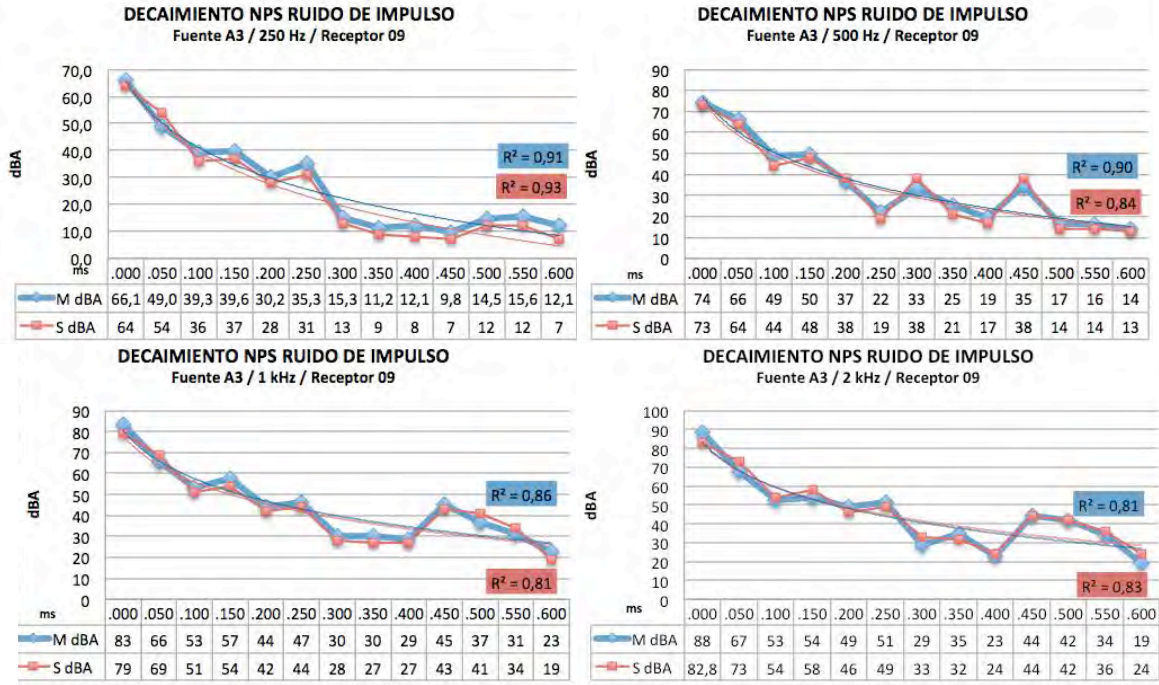 DECAIMIENTO NPS RUIDO DE IMPULSO
Fuente A3 / 250 Hz / Receptor 09
70,0
60,0
50,0
40,0
30,0
20,0
10,0
0,0
dBA
R² = 0,91
R² = 0,93
ms .000 .050 .100 .150 .200 .250 .300 .350 .400 .450 .500 .550 .600
M dBA 66,1 49,0 39,3 39,6 30,2 35,3 15,3 11,2 12,1 9,8 14,5 15,6 12,1
S dBA 64 54 36 37 28 31 13 9 8 7 12 12 7
DECAIMIENTO NPS RUIDO DE IMPULSO
Fuente A3 / 500 Hz / Receptor 09
90
80
70
60
50
40
30
20
10
0
dBA
R² = 0,90
R² = 0,84
ms .000 .050 .100 .150 .200 .250 .300 .350 .400 .450 .500 .550 .600
M dBA 74 66 49 50 37 22 33 25 19 35 17 16 14
S dBA 73 64 44 48 38 19 38 21 17 38 14 14 13
DECAIMIENTO NPS RUIDO DE IMPULSO
Fuente A3 / 1 kHz / Receptor 09
90
80
70
60
50
40
30
20
10
0
dBA
R² = 0,86
R² = 0,81
ms .000 .050 .100 .150 .200 .250 .300 .350 .400 .450 .500 .550 .600
M dBA 83 66 53 57 44 47 30 30 29 45 37 31 23
S dBA 79 69 51 54 42 44 28 27 27 43 41 34 19
DECAIMIENTO NPS RUIDO DE IMPULSO
Fuente A3 / 2 kHz / Receptor 09
100
90
80
70
60
50
40
30
20
10
0
dBA
R² = 0,81
R² = 0,83
ms .000 .050 .100 .150 .200 .250 .300 .350 .400 .450 .500 .550 .600
M dBA 88 67 53 54 49 51 29 35 23 44 42 34 19
S dBA 82,8 73 54 58 46 49 33 32 24 44 42 36 24